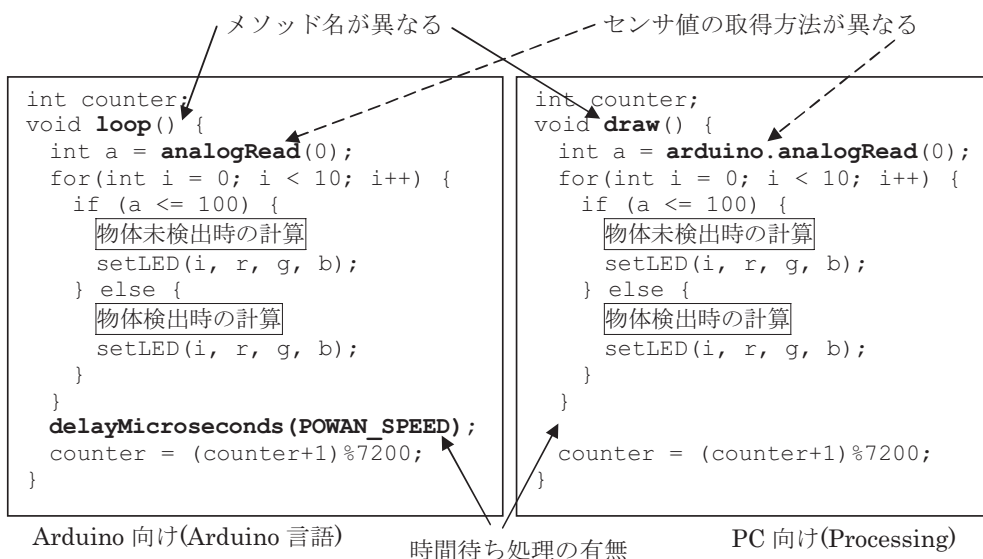 メソッド名が異なる
センサ値の取得方法が異なる
int counter;
void loop() {
int a = analogRead(0);
for(int i = 0; i < 10; i++) {
if (a <= 100) {
物体未検出時の計算
setLED(i, r, g, b);
} else {
物体検出時の計算
setLED(i, r, g, b);
}
}
delayMicroseconds(POWAN_SPEED);
counter = (counter+1)%7200;
}
int counter;
void draw() {
int a = arduino.analogRead(0);
for(int i = 0; i < 10; i++) {
if (a <= 100) {
物体未検出時の計算
setLED(i, r, g, b);
} else {
物体検出時の計算
setLED(i, r, g, b);
}
}
counter = (counter+1)%7200;
}
Arduino 向け(Arduino 言語)
時間待ち処理の有無
PC 向け(Processing)